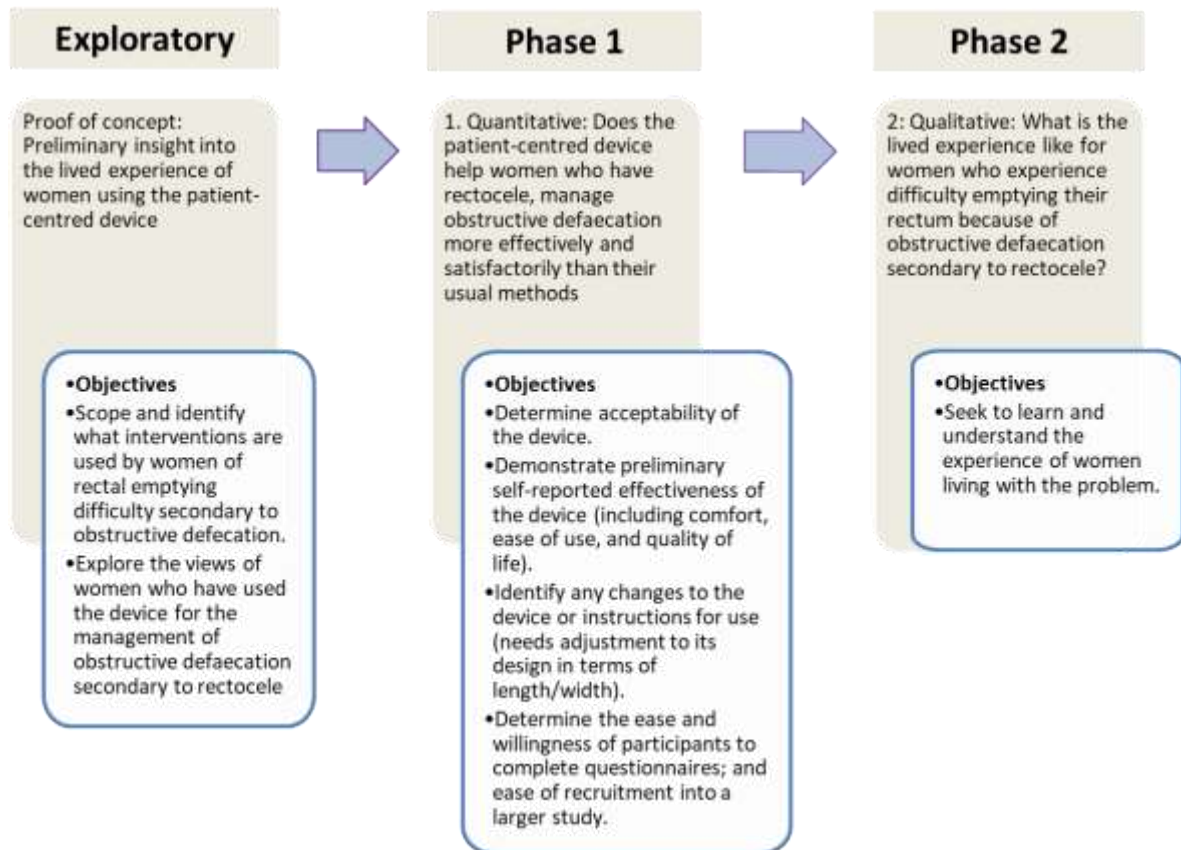 Exploratory
Proof of concept:
Preliminary insight into
the lived experience of
women using the patient-
centred device
•Objectives
•Scope and identify
what interventions are
used by women of
rectal emptying
difficulty secondary to
obstructive defecation.
•Explore the views of
women who have used
the device for the
management of
obstructive defaecation
secondary to rectocele
Phase 1
1. Quantitative: Does the
patient-centred device
help women who have
rectocele, manage
obstructive defaecation
more effectively and
satisfactorily than their
usual methods
•Objectives
•Determine acceptability of
the device.
•Demonstrate preliminary
self-reported effectiveness of
the device (including comfort,
ease of use, and quality of
life).
•Identify any changes to the
device or instructions for use
(needs adjustment to its
design in terms of
length/width).
•Determine the ease and
willingness of participants to
complete questionnaires; and
ease of recruitment into a
larger study.
Phase 2
2: Qualitative: What is the
lived experience like for
women who experience
difficulty emptying their
rectum because of
obstructive defaecation
secondary to rectocele?
•Objectives
•Seek to learn and
understand the
experience of women
living with the problem.